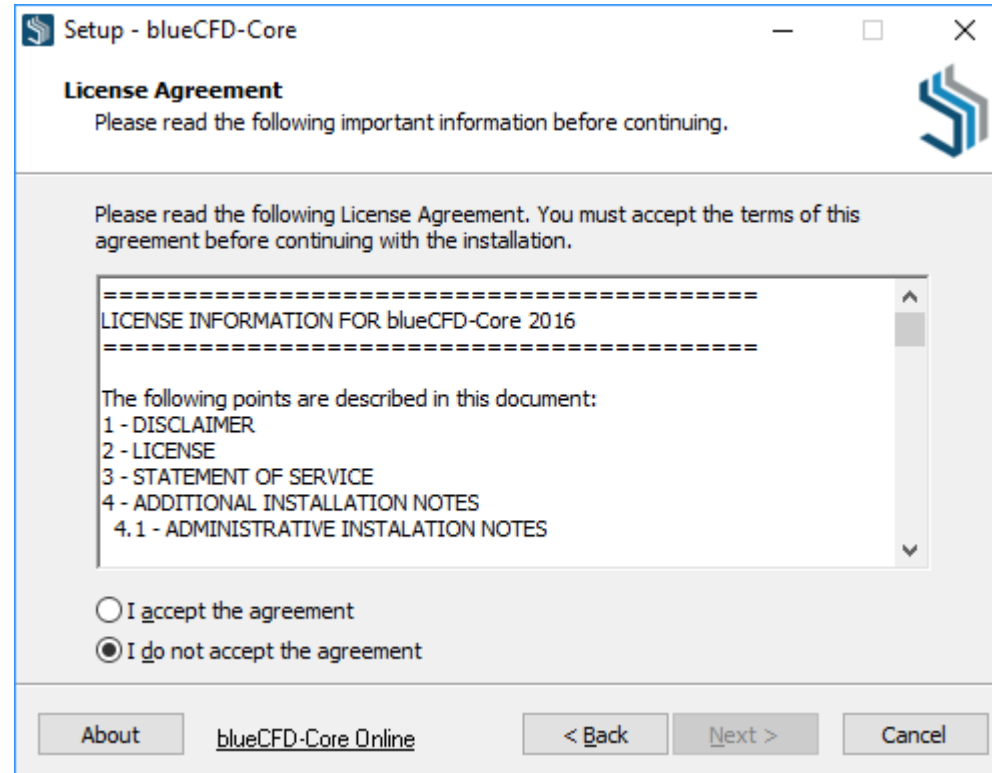 Setup - blueCFD-Core
License Agreement
Please read the following important information before continuing.
Please read the following License Agreement. You must accept the terms of this
agreement before continuing with the installation.
=========================================
LICENSE INFORMATION FOR blueCFD-Core 2016
=========================================
The following points are described in this document:
1 - DISCLAIMER
2 - LICENSE
3 - STATEMENT OF SERVICE
4 - ADDITIONAL INSTALLATION NOTES
4.1 - ADMINISTRATIVE INSTALATION NOTES
I accept the agreement
I do not accept the agreement
About blueCFD-Core Online < Back Next > Cancel